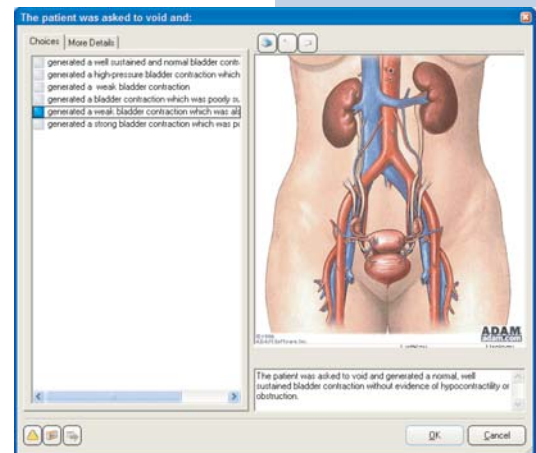 The patient was asked to void and:
Choices More Details
generated a well sustained and normal bladder contr
generated a high-pressure bladder contraction which
generated a weak bladder contraction
generated a bladder contraction which was poorly su
generated a weak bladder contraction which was als
generated a strong bladder contraction which was po
ADAM
adam.com
The patient was asked to void and generated a normal, well
sustained bladder contraction without evidence of hypocontractility or
obstruction.
OK Cancel